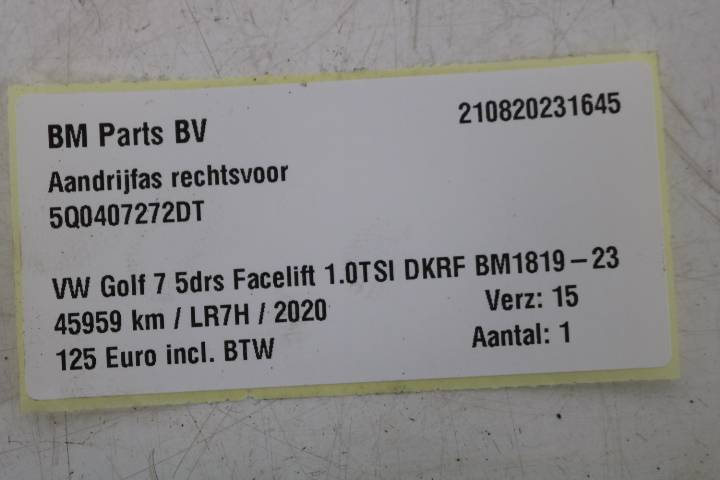 BM Parts BV 210820231645
Aandrijfas rechtsvoor
5Q0407272DT
VW Golf 7 5drs Facelift 1.0TSI DKRF BM1819-23
45959 km / LR7H / 2020 Verz: 15
125 Euro incl. BTW Aantal: 1